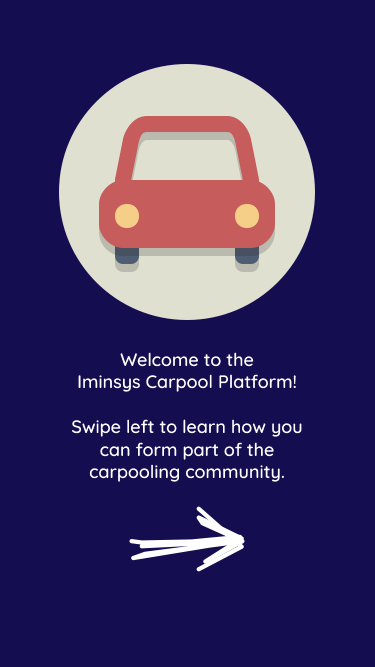 Welcome to the
Iminsys Carpool Platform!
Swipe left to learn how you
can form part of the
carpooling community.